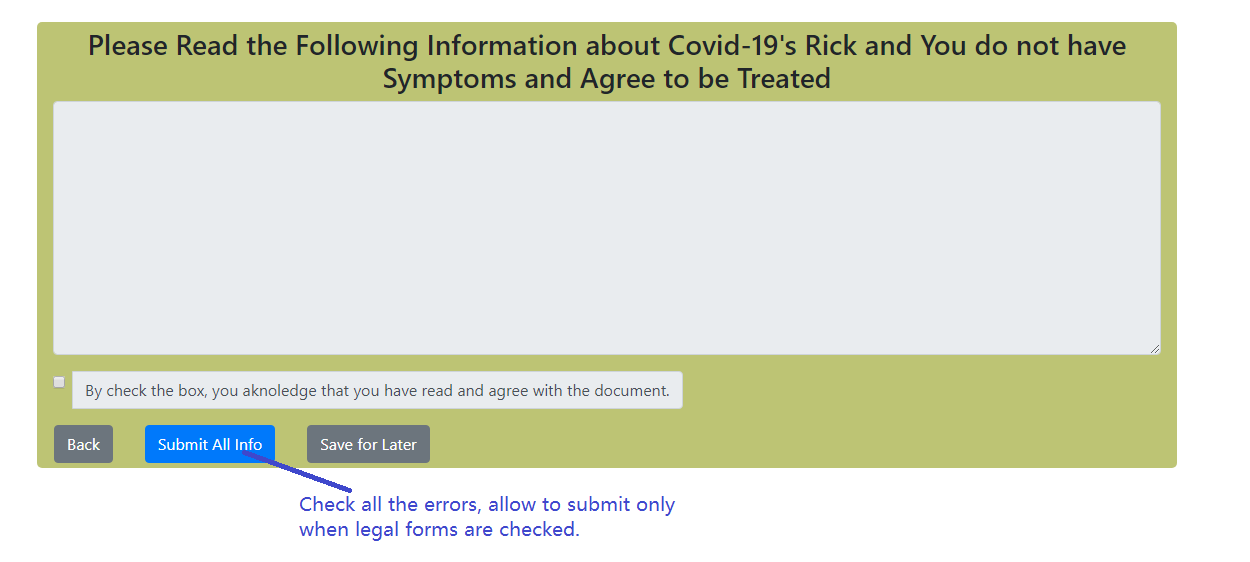 Please Read the Following Information about Covid-19's Rick and You do not have
Symptoms and Agree to be Treated
By check the box, you aknoledge that you have read and agree with the document.
Back
Submit All Info
Save for Later
Check all the errors, allow to submit only
when legal forms are checked.